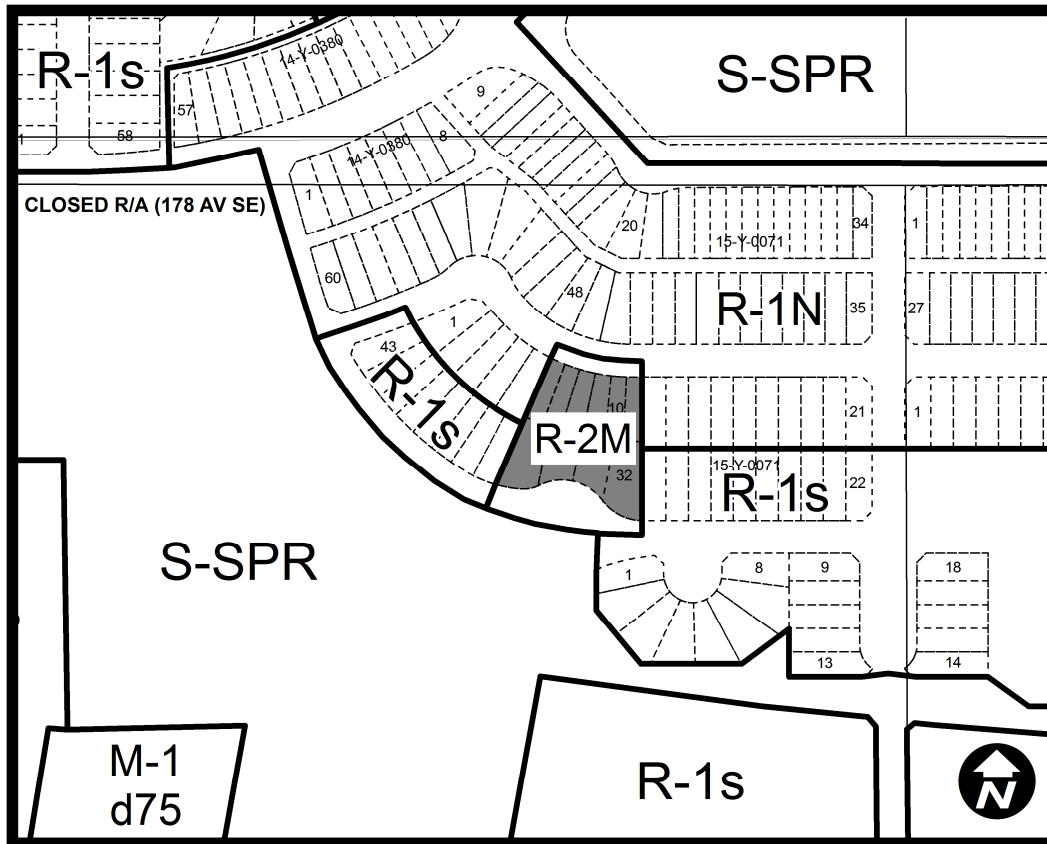 14-Y-0380
R-1s
S-SPR
9
57
58
8
14-Y-0380
1
CLOSED R/A (178 AV SE)
1
20
15-Y-0071
34
1
60
48
R-1N
35
27
1
43
R-1s
10
21
1
R-2M
15-Y-0071
32
R-1s
22
S-SPR
1
8
9
18
13
14
M-1
d75
R-1s
N